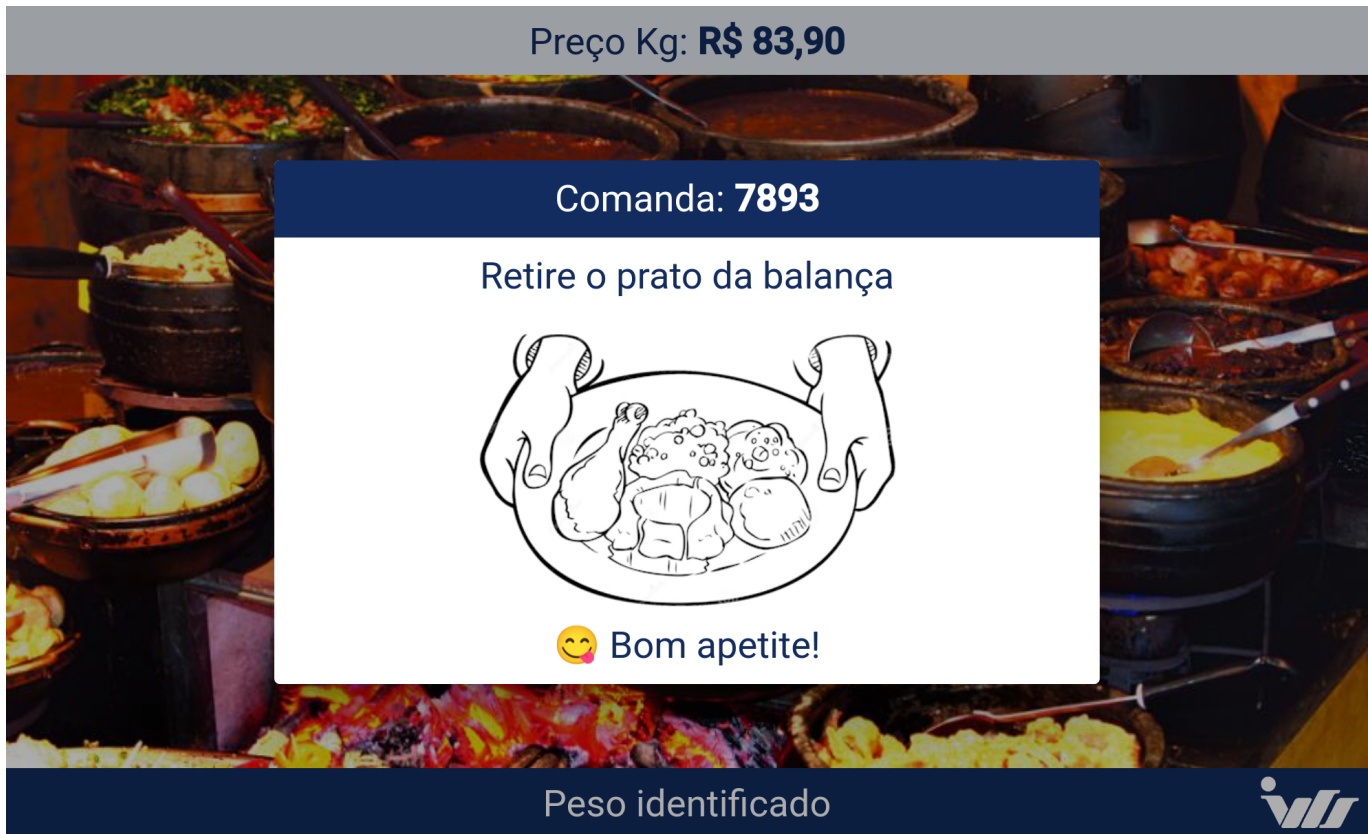 Preço Kg: R$ 83,90
Comanda: 7893
Retire o prato da balança
😋 Bom apetite!
Peso identificado